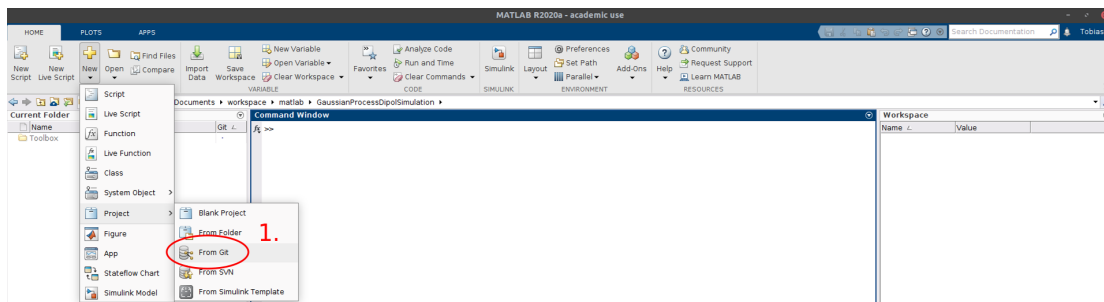 MATLAB R2020a - academic use
HOME PLOTS APPS
Search Documentation
Tobias
New Script
New Live Script
New
Open
Find Files
Compare
Import Data
Save Workspace
New Variable
Open Variable
Clear Workspace
Favorites
Analyze Code
Run and Time
Clear Commands
Simulink
Layout
Preferences
Set Path
Parallel
Add-Ons
Help
Community
Request Support
Learn MATLAB
VARIABLE
CODE
SIMULINK
ENVIRONMENT
RESOURCES
Documents workspace matlab GaussianProcessDipolSimulation
Current Folder
Name
Git
Toolbox
Command Window
fx >>
Workspace
Name
Value
Script
Live Script
Function
Live Function
Class
System Object
Project
Figure
App
Stateflow Chart
Simulink Model
Blank Project
From Folder
From Git
From SVN
From Simulink Template
1.